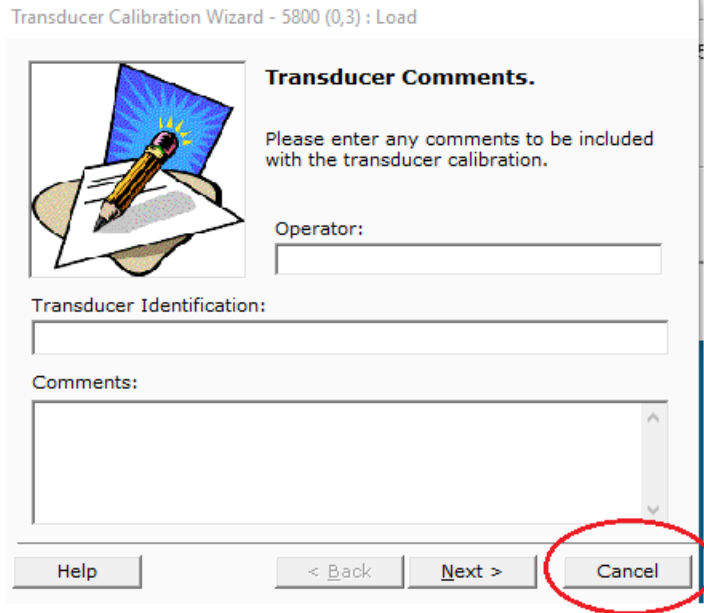 Transducer Calibration Wizard - 5800 (0,3) : Load
Transducer Comments.
Please enter any comments to be included
with the transducer calibration.
Operator:
Transducer Identification:
Comments:
Help
< Back
Next >
Cancel